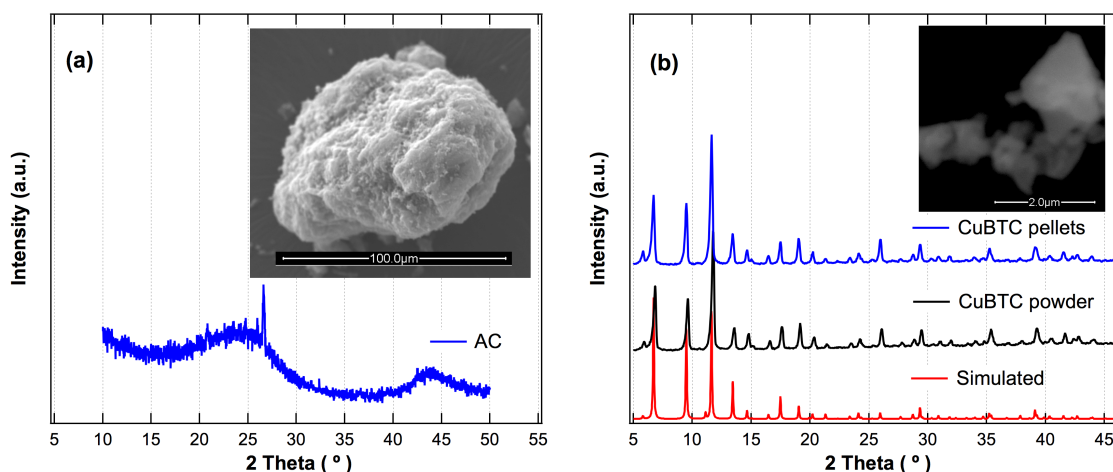 (a)
100.0µm
AC
Intensity (a.u.)
5 10 15 20 25 30 35 40 45 50 55
2 Theta ( º )
(b)
2.0µm
CuBTC pellets
CuBTC powder
Simulated
Intensity (a.u.)
5 10 15 20 25 30 35 40 45
2 Theta ( º )